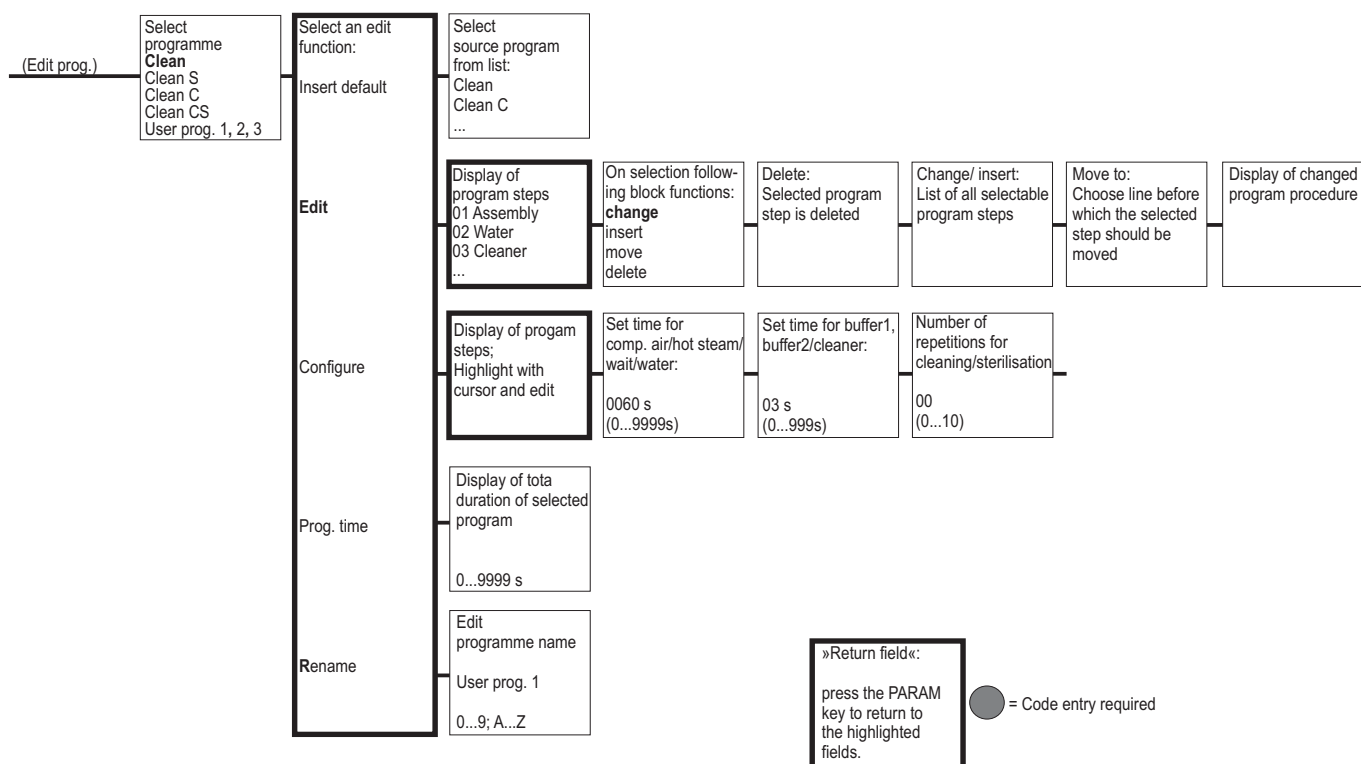 (Edit prog.)
Select
programme
Clean
Clean S
Clean C
Clean CS
User prog. 1, 2, 3
Select an edit
function:
Insert default
Select
source program
from list:
Clean
Clean C
...
Edit
Display of
program steps
01 Assembly
02 Water
03 Cleaner
...
On selection follow-
ing block functions:
change
insert
move
delete
Delete:
Selected program
step is deleted
Change/ insert:
List of all selectable
program steps
Move to:
Choose line before
which the selected
step should be
moved
Display of changed
program procedure
Configure
Display of progam
steps;
Highlight with
cursor and edit
Set time for
comp. air/hot steam/
wait/water:
0060 s
(0...9999s)
Set time for buffer1,
buffer2/cleaner:
03 s
(0...999s)
Number of
repetitions for
cleaning/sterilisation
00
(0...10)
Prog. time
Display of tota
duration of selected
program
0...9999 s
Rename
Edit
programme name
User prog. 1
0...9; A...Z
»Return field«:
press the PARAM
key to return to
the highlighted
fields.
= Code entry required